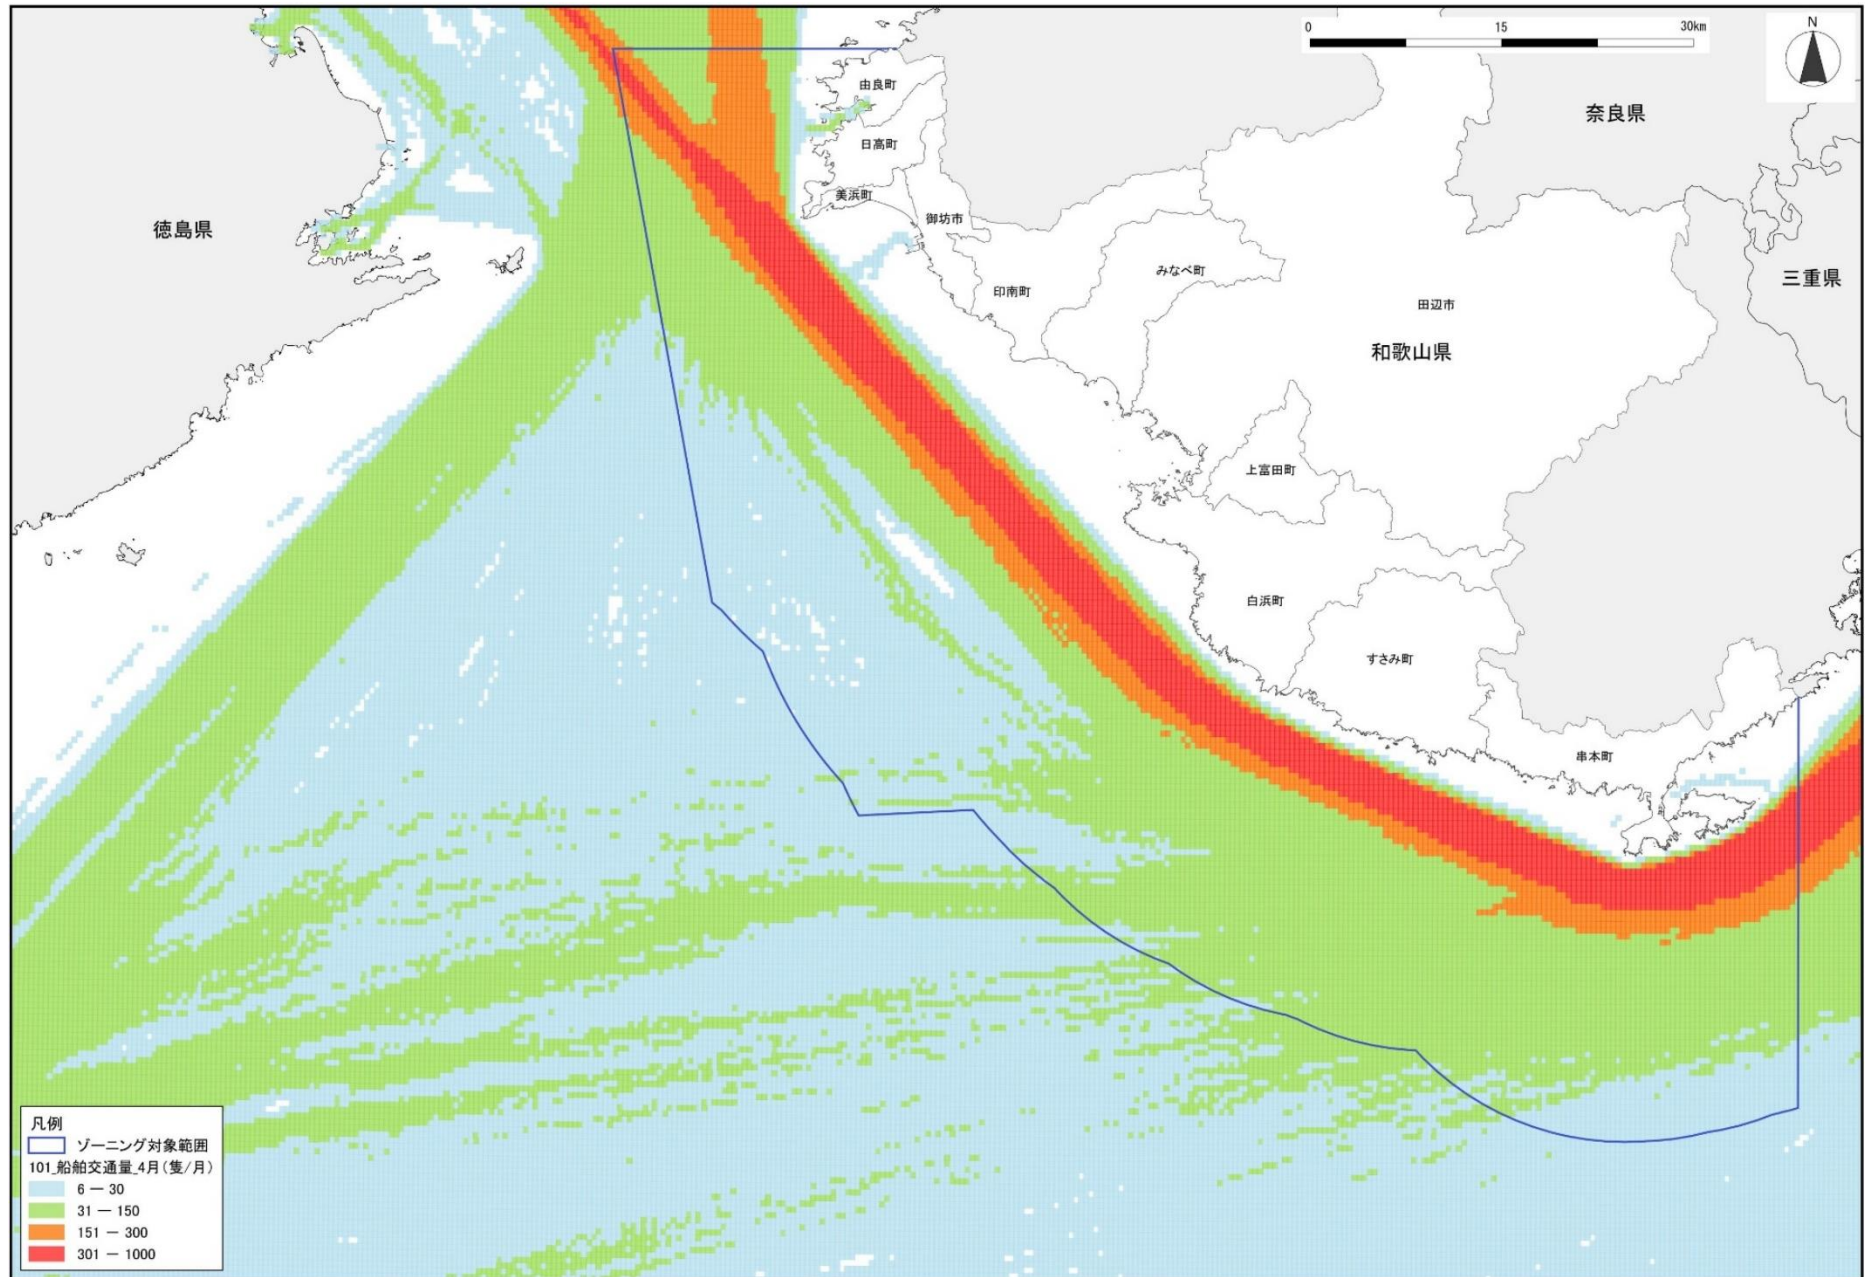 0 15 30km
N
由良町
奈良県
日高町
美浜町
徳島県
御坊市
みなべ町
三重県
印南町
田辺市
和歌山県
上富田町
白浜町
すさみ町
串本町
凡例
ゾーニング対象範囲
101_船舶交通量_4月(隻/月)
6 － 30
31 － 150
151 － 300
301 － 1000